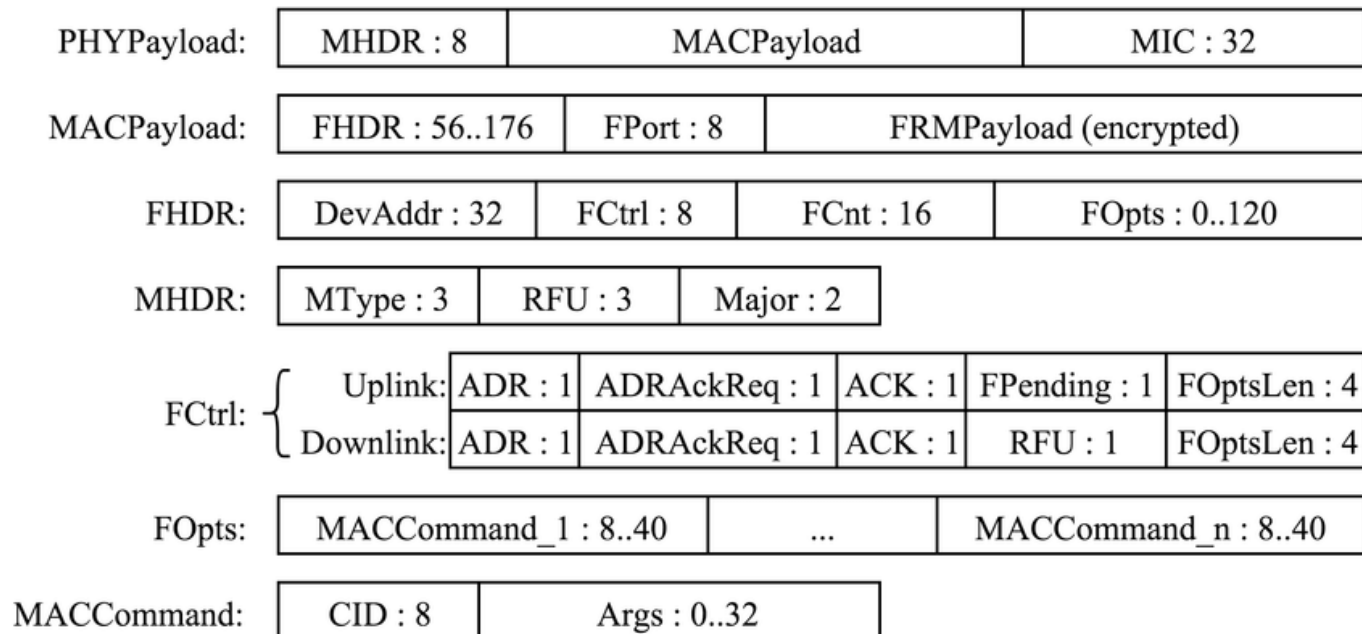 PHYPayload: MHDR : 8 MACPayload MIC : 32
MACPayload: FHDR : 56..176 FPort : 8 FRMPayload (encrypted)
FHDR: DevAddr : 32 FCtrl : 8 FCnt : 16 FOpts : 0..120
MHDR: MType : 3 RFU : 3 Major : 2
FCtrl:
Uplink: ADR : 1 ADRAckReq : 1 ACK : 1 FPending : 1 FOptsLen : 4
Downlink: ADR : 1 ADRAckReq : 1 ACK : 1 RFU : 1 FOptsLen : 4
FOpts: MACCommand_1 : 8..40 ... MACCommand_n : 8..40
MACCommand: CID : 8 Args : 0..32